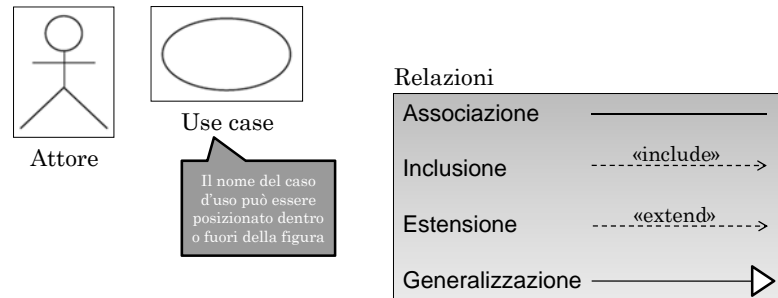 Attore
Use case
Il nome del caso
d'uso può essere
posizionato dentro
o fuori della figura
Relazioni
Associazione
Inclusione «include»
Estensione «extend»
Generalizzazione